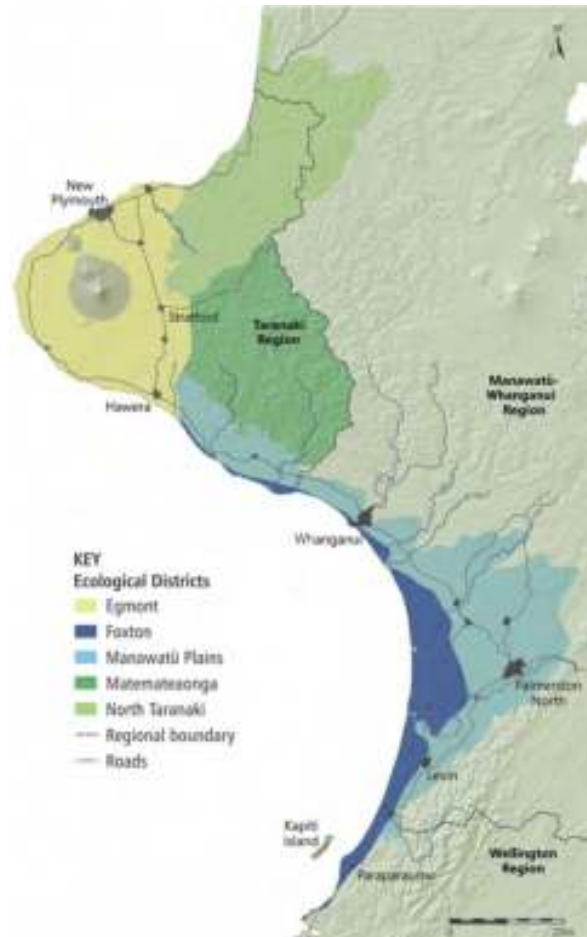 N
New
Plymouth
Stratford
Taranaki
Region
Hawera
Manawatū-
Whanganui
Region
Whanganui
KEY
Ecological Districts
Egmont
Foxton
Manawatū Plains
Matemateaonga
North Taranaki
Regional boundary
Roads
Palmerston
North
Levin
Kapiti
Island
Paraparaumu
Wellington
Region